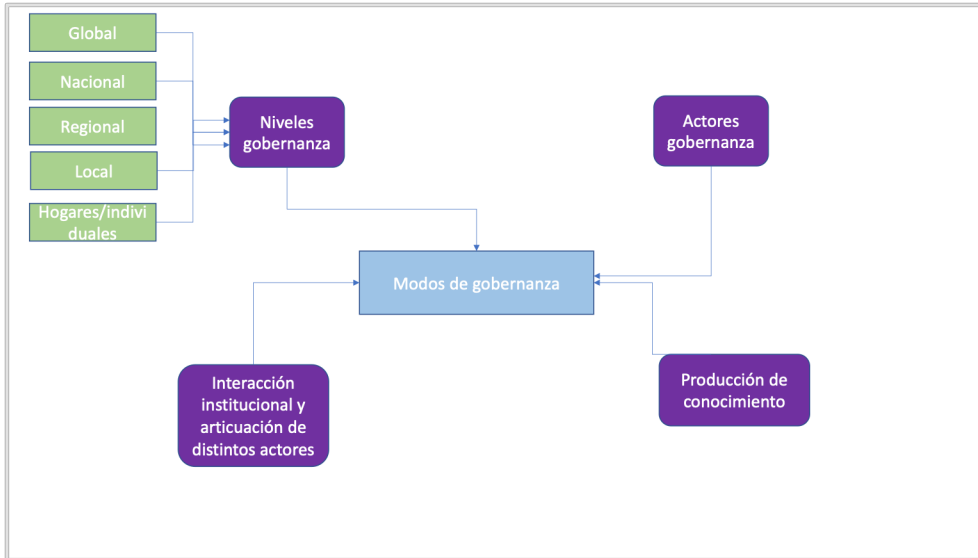 Global
Nacional
Regional
Local
Hogares/indivi
duales
Niveles
gobernanza
Actores
gobernanza
Modos de gobernanza
Interacción
institucional y
articuación de
distintos actores
Producción de
conocimiento